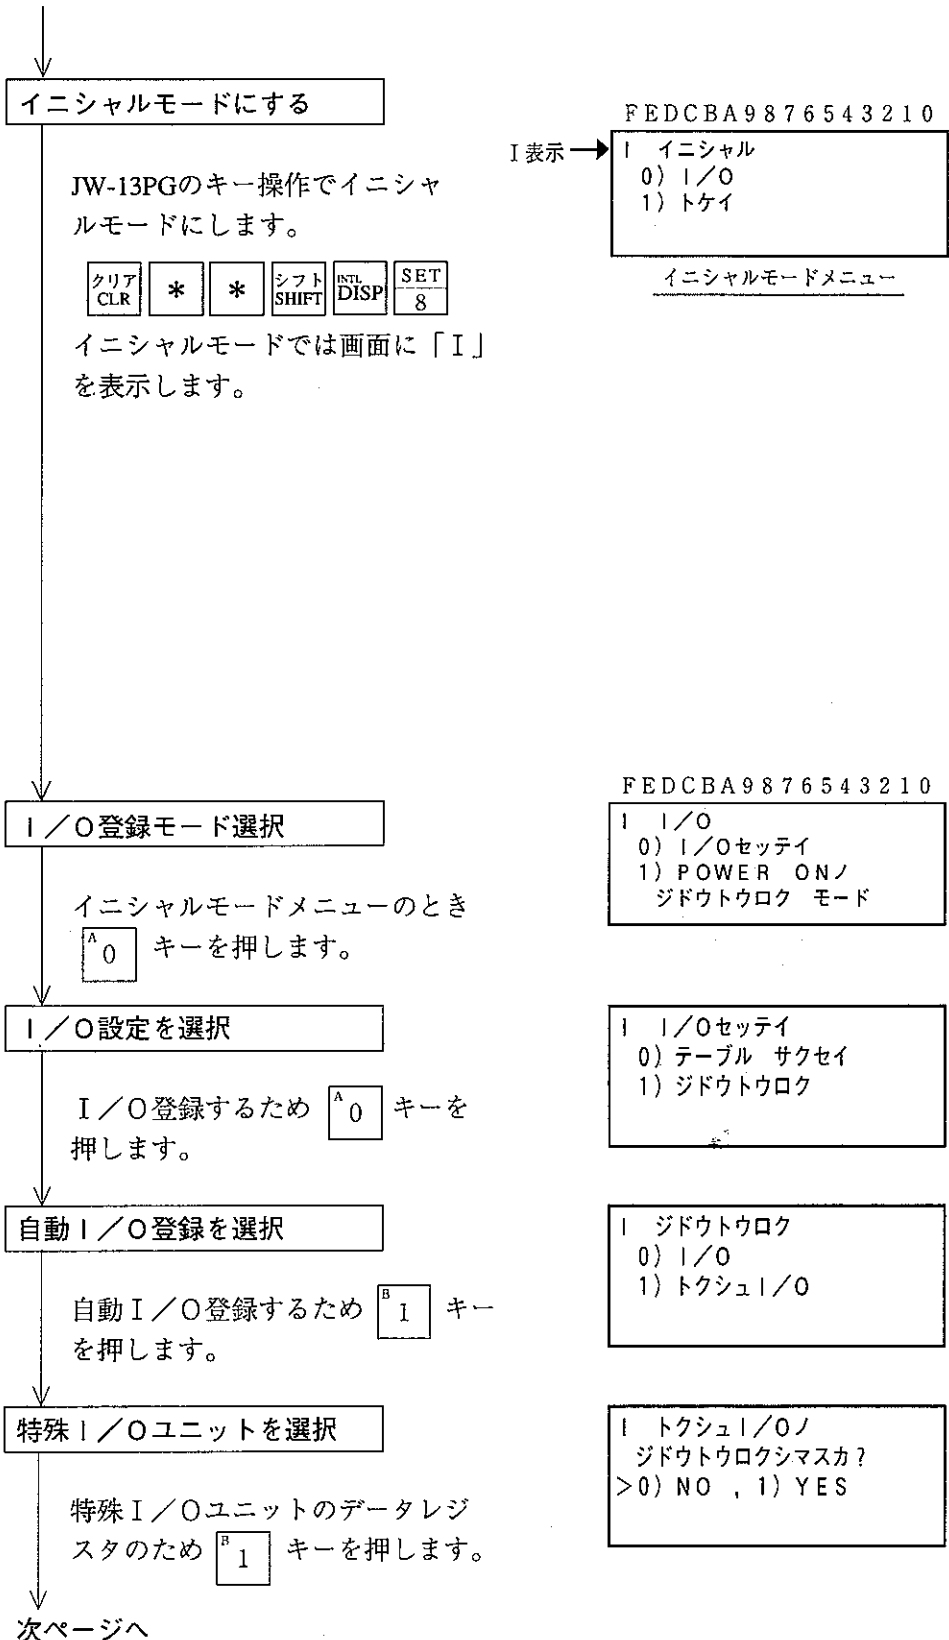 イニシャルモードにする
JW-13PGのキー操作でイニシャ
ルモードにします。
クリア CLR * * シフト SHIFT INTL DISP SET 8
イニシャルモードでは画面に「I」
を表示します。
FEDCBA9876543210
I 表示
I イニシャル
0) I/O
1) トケイ
イニシャルモードメニュー
I/O登録モード選択
イニシャルモードメニューのとき
A 0 キーを押します。
FEDCBA9876543210
I I/O
0) I/Oセッテイ
1) POWER ONノ
ジドウトウロク モード
I/O設定を選択
I/O登録するため A 0 キーを
押します。
I I/Oセッテイ
0) テーブル サクセイ
1) ジドウトウロク
自動I/O登録を選択
自動I/O登録するため B 1 キー
を押します。
I ジドウトウロク
0) I/O
1) トクシュI/O
特殊I/Oユニットを選択
特殊I/Oユニットのデータレジ
スタのため B 1 キーを押します。
I トクシュI/Oノ
ジドウトウロクシマスカ?
>0) NO , 1) YES
次ページへ